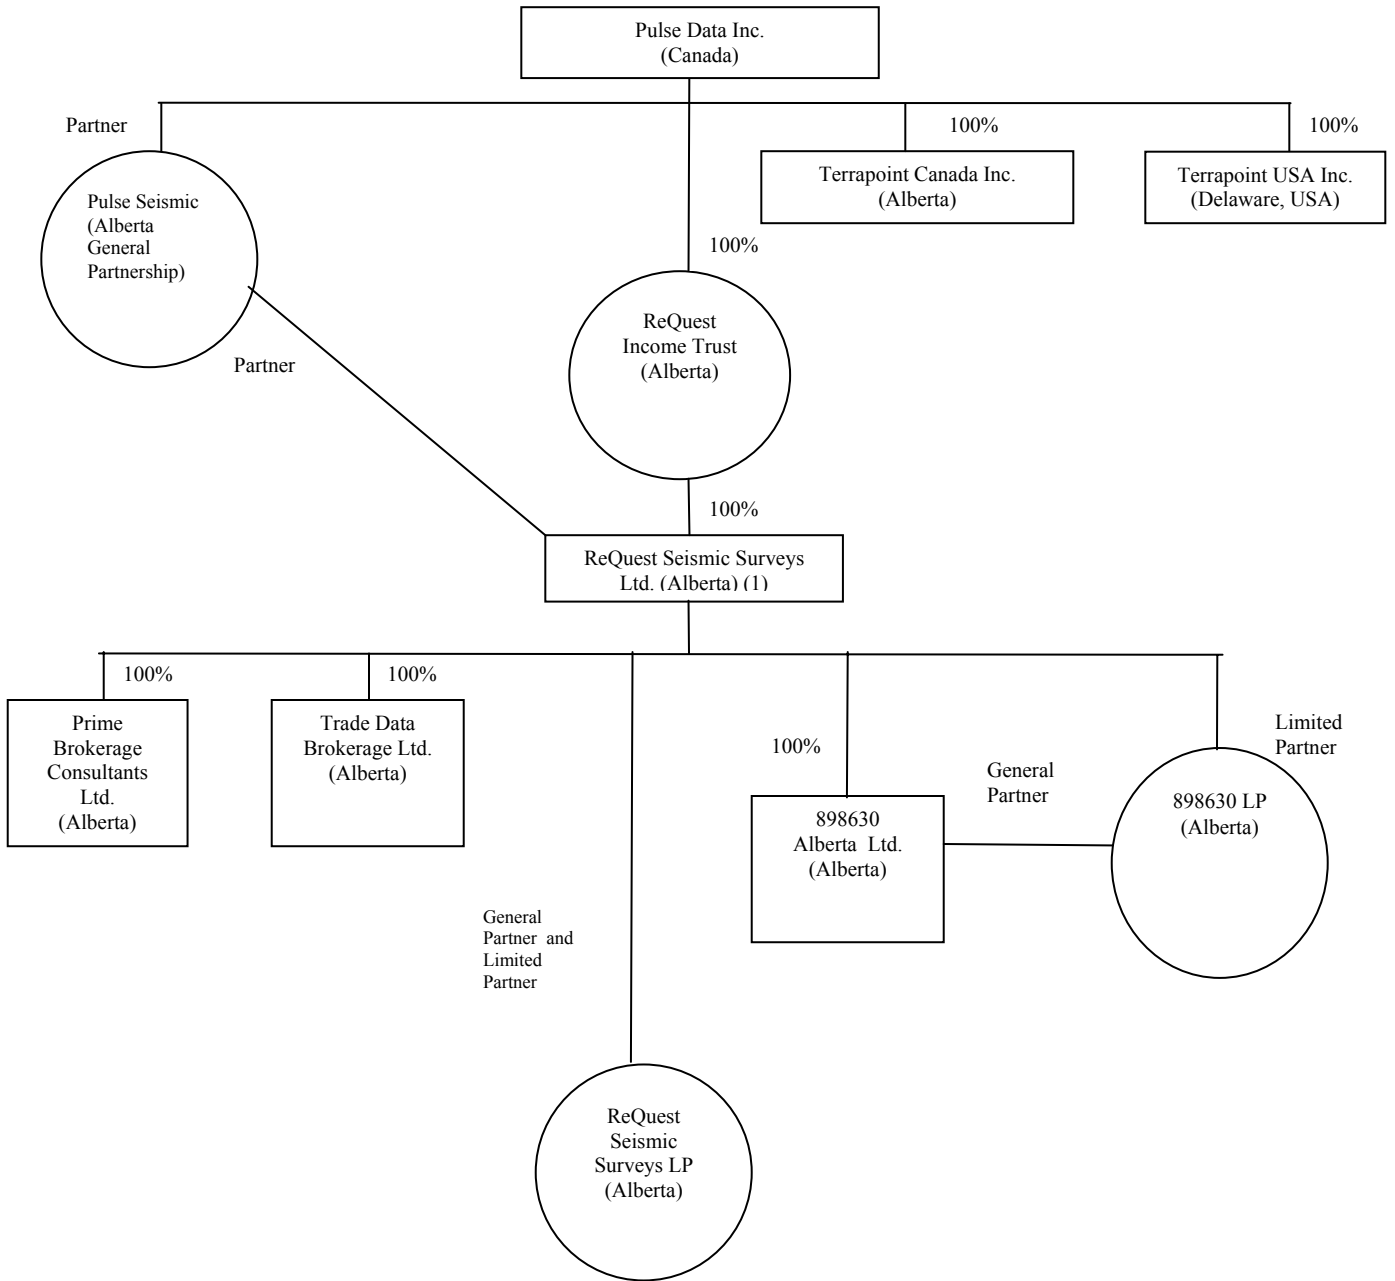 Pulse Data Inc.
(Canada)
Partner
100%
100%
Terrapoint Canada Inc.
(Alberta)
Terrapoint USA Inc.
(Delaware, USA)
Pulse Seismic
(Alberta
General
Partnership)
100%
ReQuest
Income Trust
(Alberta)
Partner
100%
ReQuest Seismic Surveys
Ltd. (Alberta) (1)
100%
100%
Prime
Brokerage
Consultants
Ltd.
(Alberta)
Trade Data
Brokerage Ltd.
(Alberta)
100%
General
Partner
Limited
Partner
898630
Alberta Ltd.
(Alberta)
898630 LP
(Alberta)
General
Partner and
Limited
Partner
ReQuest
Seismic
Surveys LP
(Alberta)